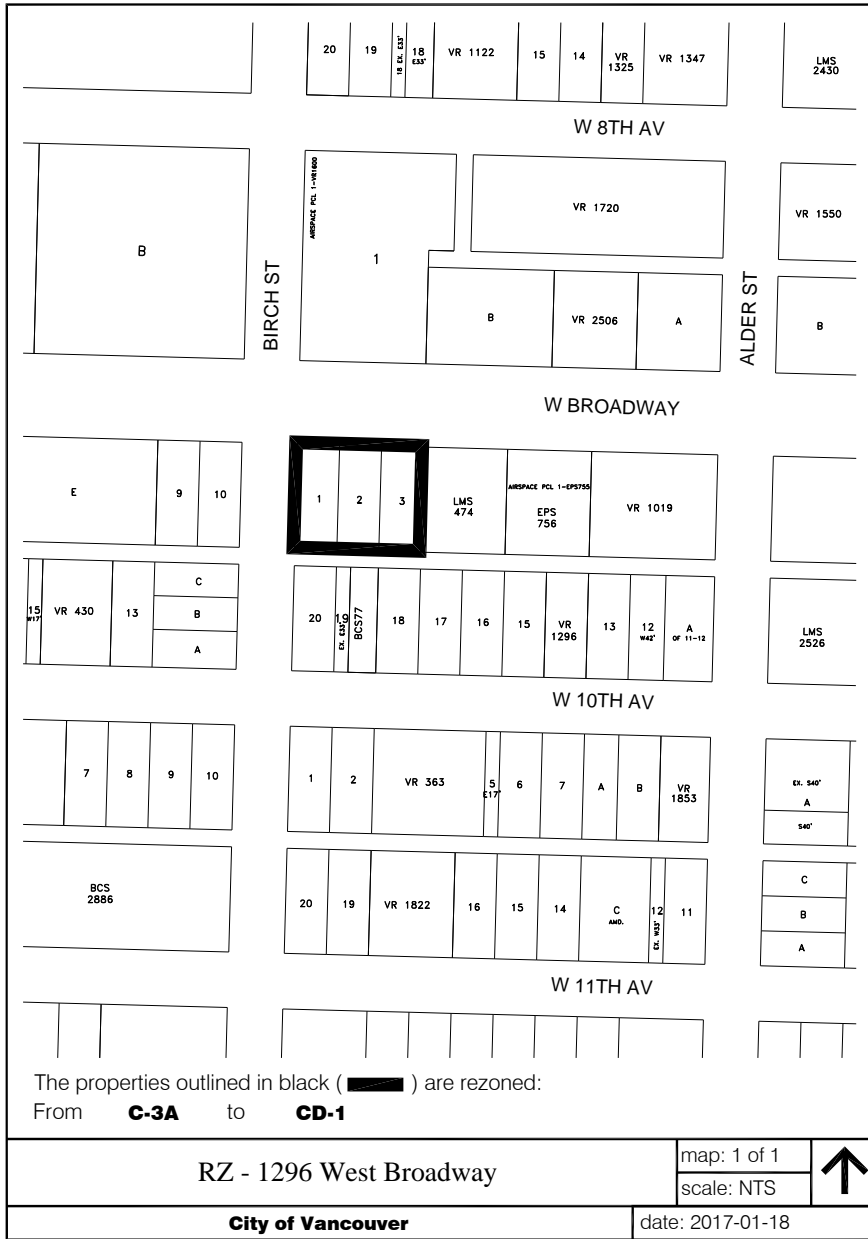 20 19 18 EX. E33' 18 E33' VR 1122 15 14 VR 1325 VR 1347 LMS 2430
W 8TH AV
B
AIRSPACE PCL 1-VR1600
1
VR 1720
VR 1550
BIRCH ST
ALDER ST
B VR 2506 A B
W BROADWAY
E 9 10 1 2 3 LMS 474 AIRSPACE PCL 1-EPS755 EPS 756 VR 1019
15 W17' VR 430 13 C B A 20 19 EX. E33' BCS77 18 17 16 15 VR 1296 13 12 W42' A OF 11-12 LMS 2526
W 10TH AV
7 8 9 10 1 2 VR 363 5 E17' 6 7 A B VR 1853 EX. S40' A S40'
BCS 2886 20 19 VR 1822 16 15 14 C AMD. 12 EX. W33' 11 C B A
W 11TH AV
The properties outlined in black ( ) are rezoned:
From C-3A to CD-1
RZ - 1296 West Broadway
map: 1 of 1
scale: NTS
City of Vancouver
date: 2017-01-18